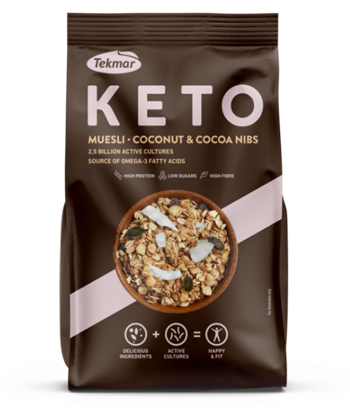 Tekmar
KETO
MUESLI • COCONUT & COCOA NIBS
2,5 BILLION ACTIVE CULTURES
SOURCE OF OMEGA-3 FATTY ACIDS
HIGH PROTEIN LOW SUGARS HIGH FIBRE
DELICIOUS INGREDIENTS + ACTIVE CULTURES = HAPPY & FIT